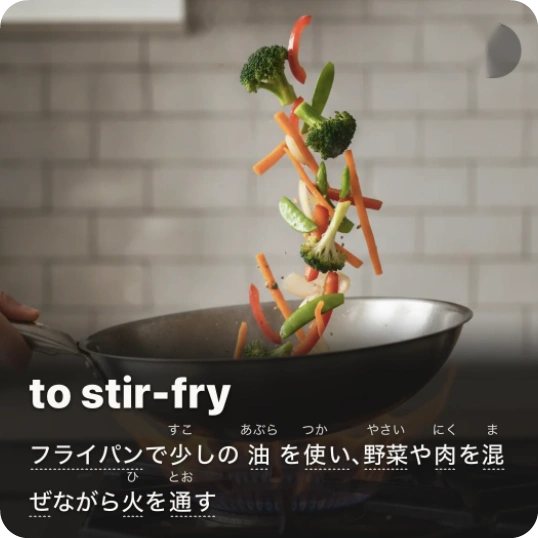 to stir-fry
すこ あぶら つか やさい にく ま
フライパンで少しの油を使い、野菜や肉を混
ひ とお
ぜながら火を通す